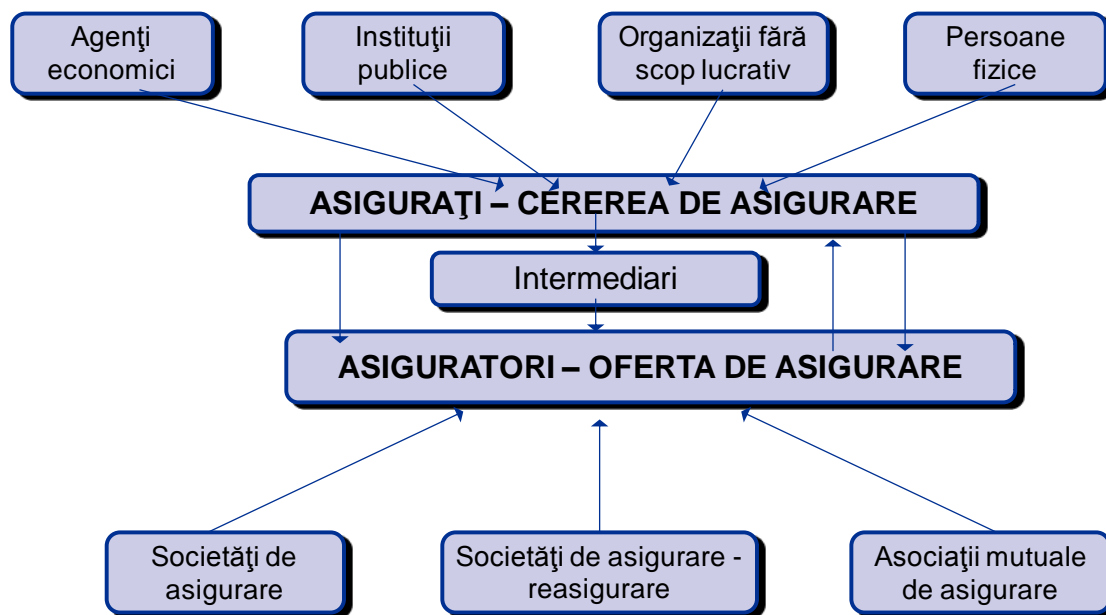 Agenţi
economici
Instituţii
publice
Organizaţii fără
scop lucrativ
Persoane
fizice
ASIGURAŢI – CEREREA DE ASIGURARE
Intermediari
ASIGURATORI – OFERTA DE ASIGURARE
Societăţi de
asigurare
Societăţi de asigurare -
reasigurare
Asociaţii mutuale
de asigurare